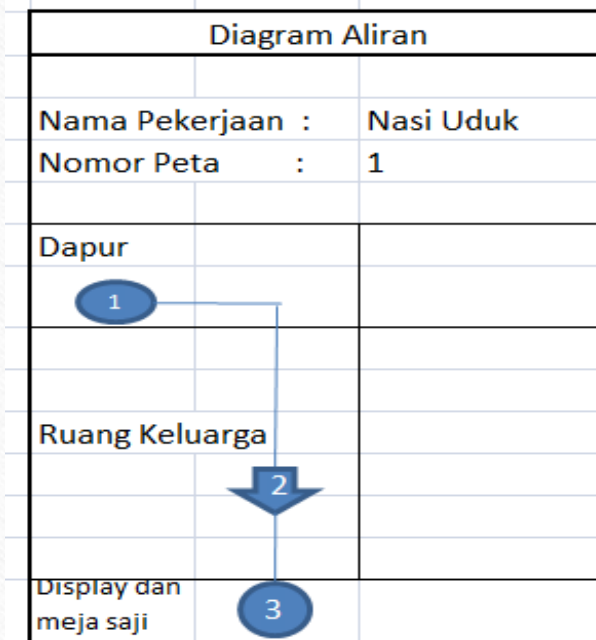 Diagram Aliran
Nama Pekerjaan : Nasi Uduk
Nomor Peta : 1
Dapur
1
Ruang Keluarga
2
Display dan
meja saji
3